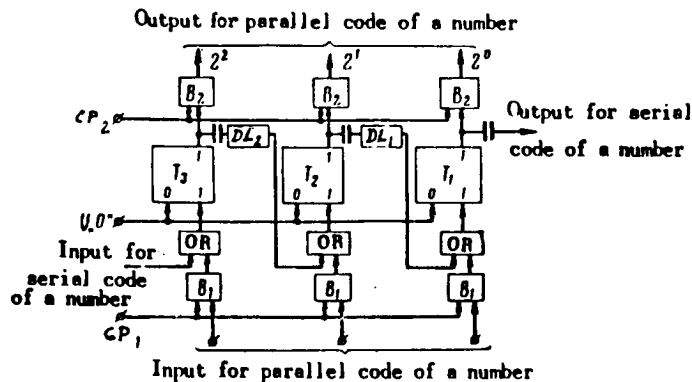 Output for parallel code of a number
2² 2¹ 2⁰
B₂ B₂ B₂
CP₂
Output for serial
code of a number
DL₂ DL₁
1 1 1
T₃ T₂ T₁
0 1 0 1 0 1
U„0"
OR OR OR
Input for
serial code
of a number
B₁ B₁ B₁
CP₁
Input for parallel code of a number